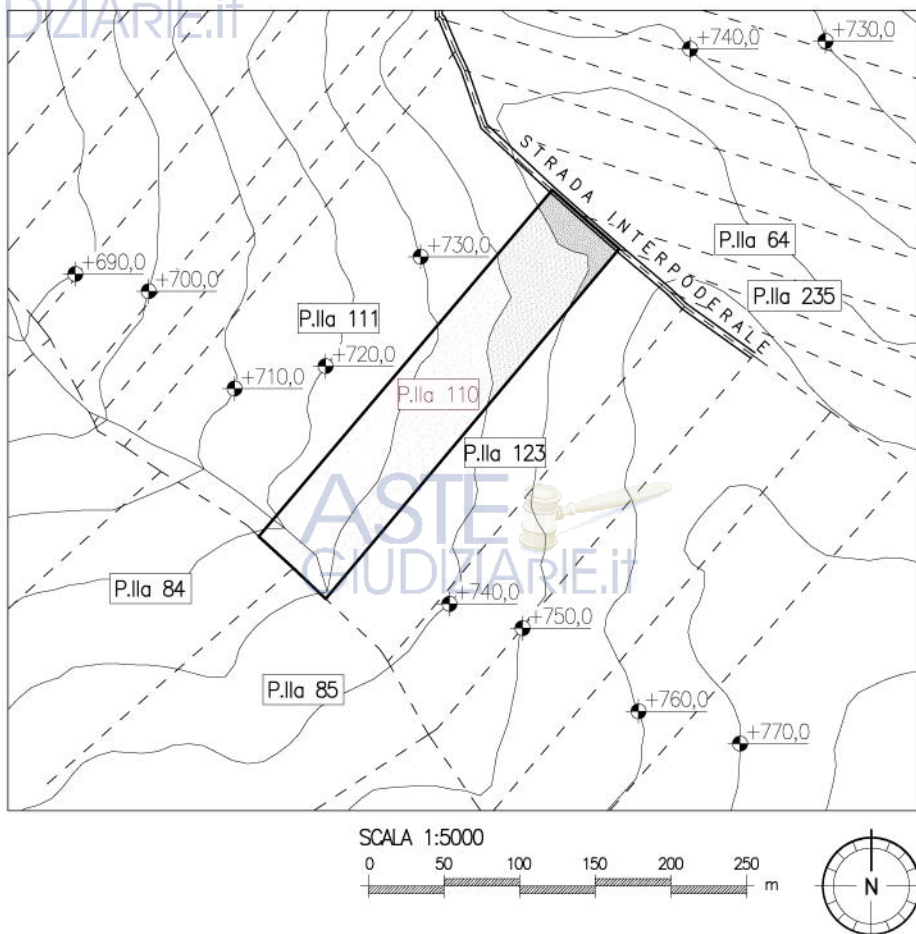 DIZIARIE.it
+740,0
+730,0
STRADA INTERPODERALE
P.lla 64
+730,0
+690,0
+700,0
P.lla 235
P.lla 111
+720,0
+710,0
P.lla 110
P.lla 123
ASTE
GIUDIZIARIE.it
P.lla 84
+740,0
+750,0
P.lla 85
+760,0
+770,0
SCALA 1:5000
0 50 100 150 200 250 m
N